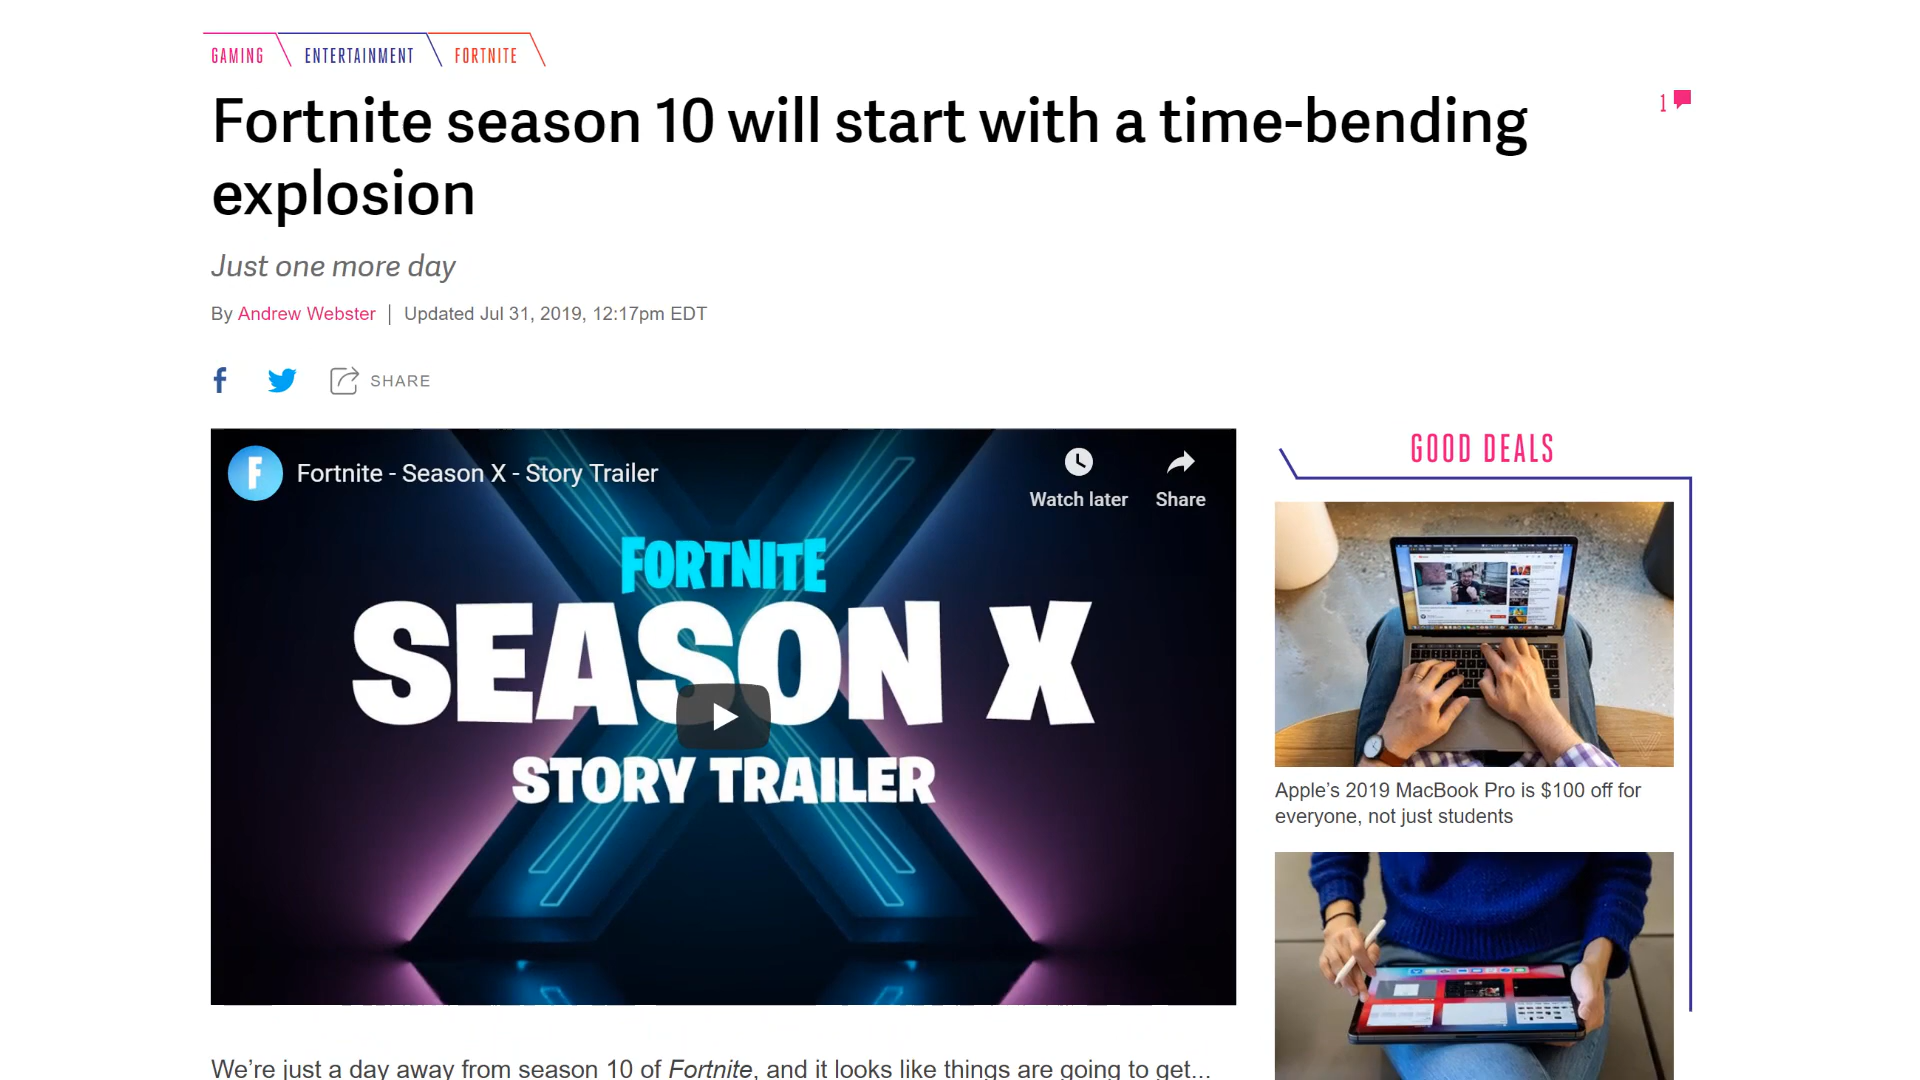 GAMING ENTERTAINMENT FORTNITE
Fortnite season 10 will start with a time-bending
explosion
1
Just one more day
By Andrew Webster | Updated Jul 31, 2019, 12:17pm EDT
SHARE
Fortnite - Season X - Story Trailer
Watch later Share
FORTNITE
SEASON X
STORY TRAILER
GOOD DEALS
Apple’s 2019 MacBook Pro is $100 off for
everyone, not just students
We’re just a day away from season 10 of Fortnite, and it looks like things are going to get...